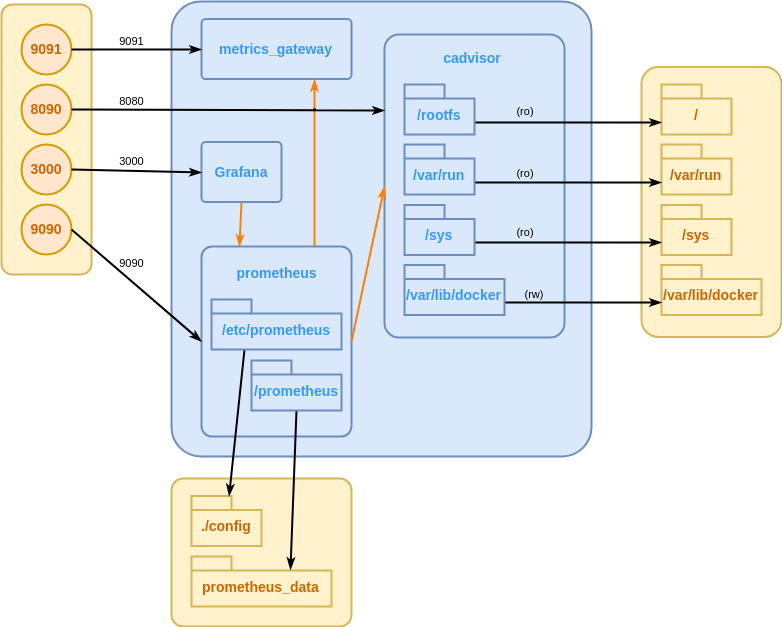 9091
8090
3000
9090
9091
8080
3000
9090
metrics_gateway
Grafana
prometheus
/etc/prometheus
/prometheus
cadvisor
/rootfs
/var/run
/sys
/var/lib/docker
(ro)
(ro)
(ro)
(rw)
/
/var/run
/sys
/var/lib/docker
./config
prometheus_data